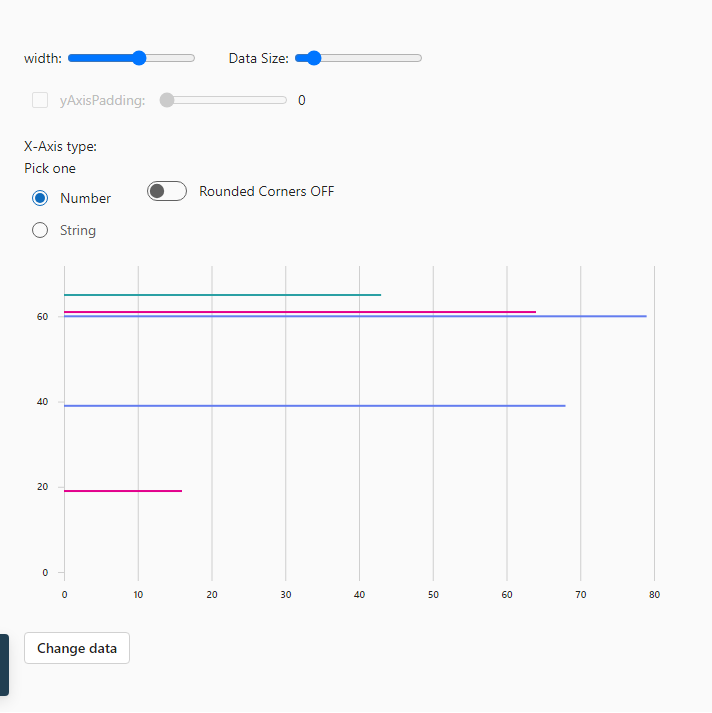 width: Data Size:
yAxisPadding: 0
X-Axis type:
Pick one
Number Rounded Corners OFF
String
60
40
20
0
0 10 20 30 40 50 60 70 80
Change data